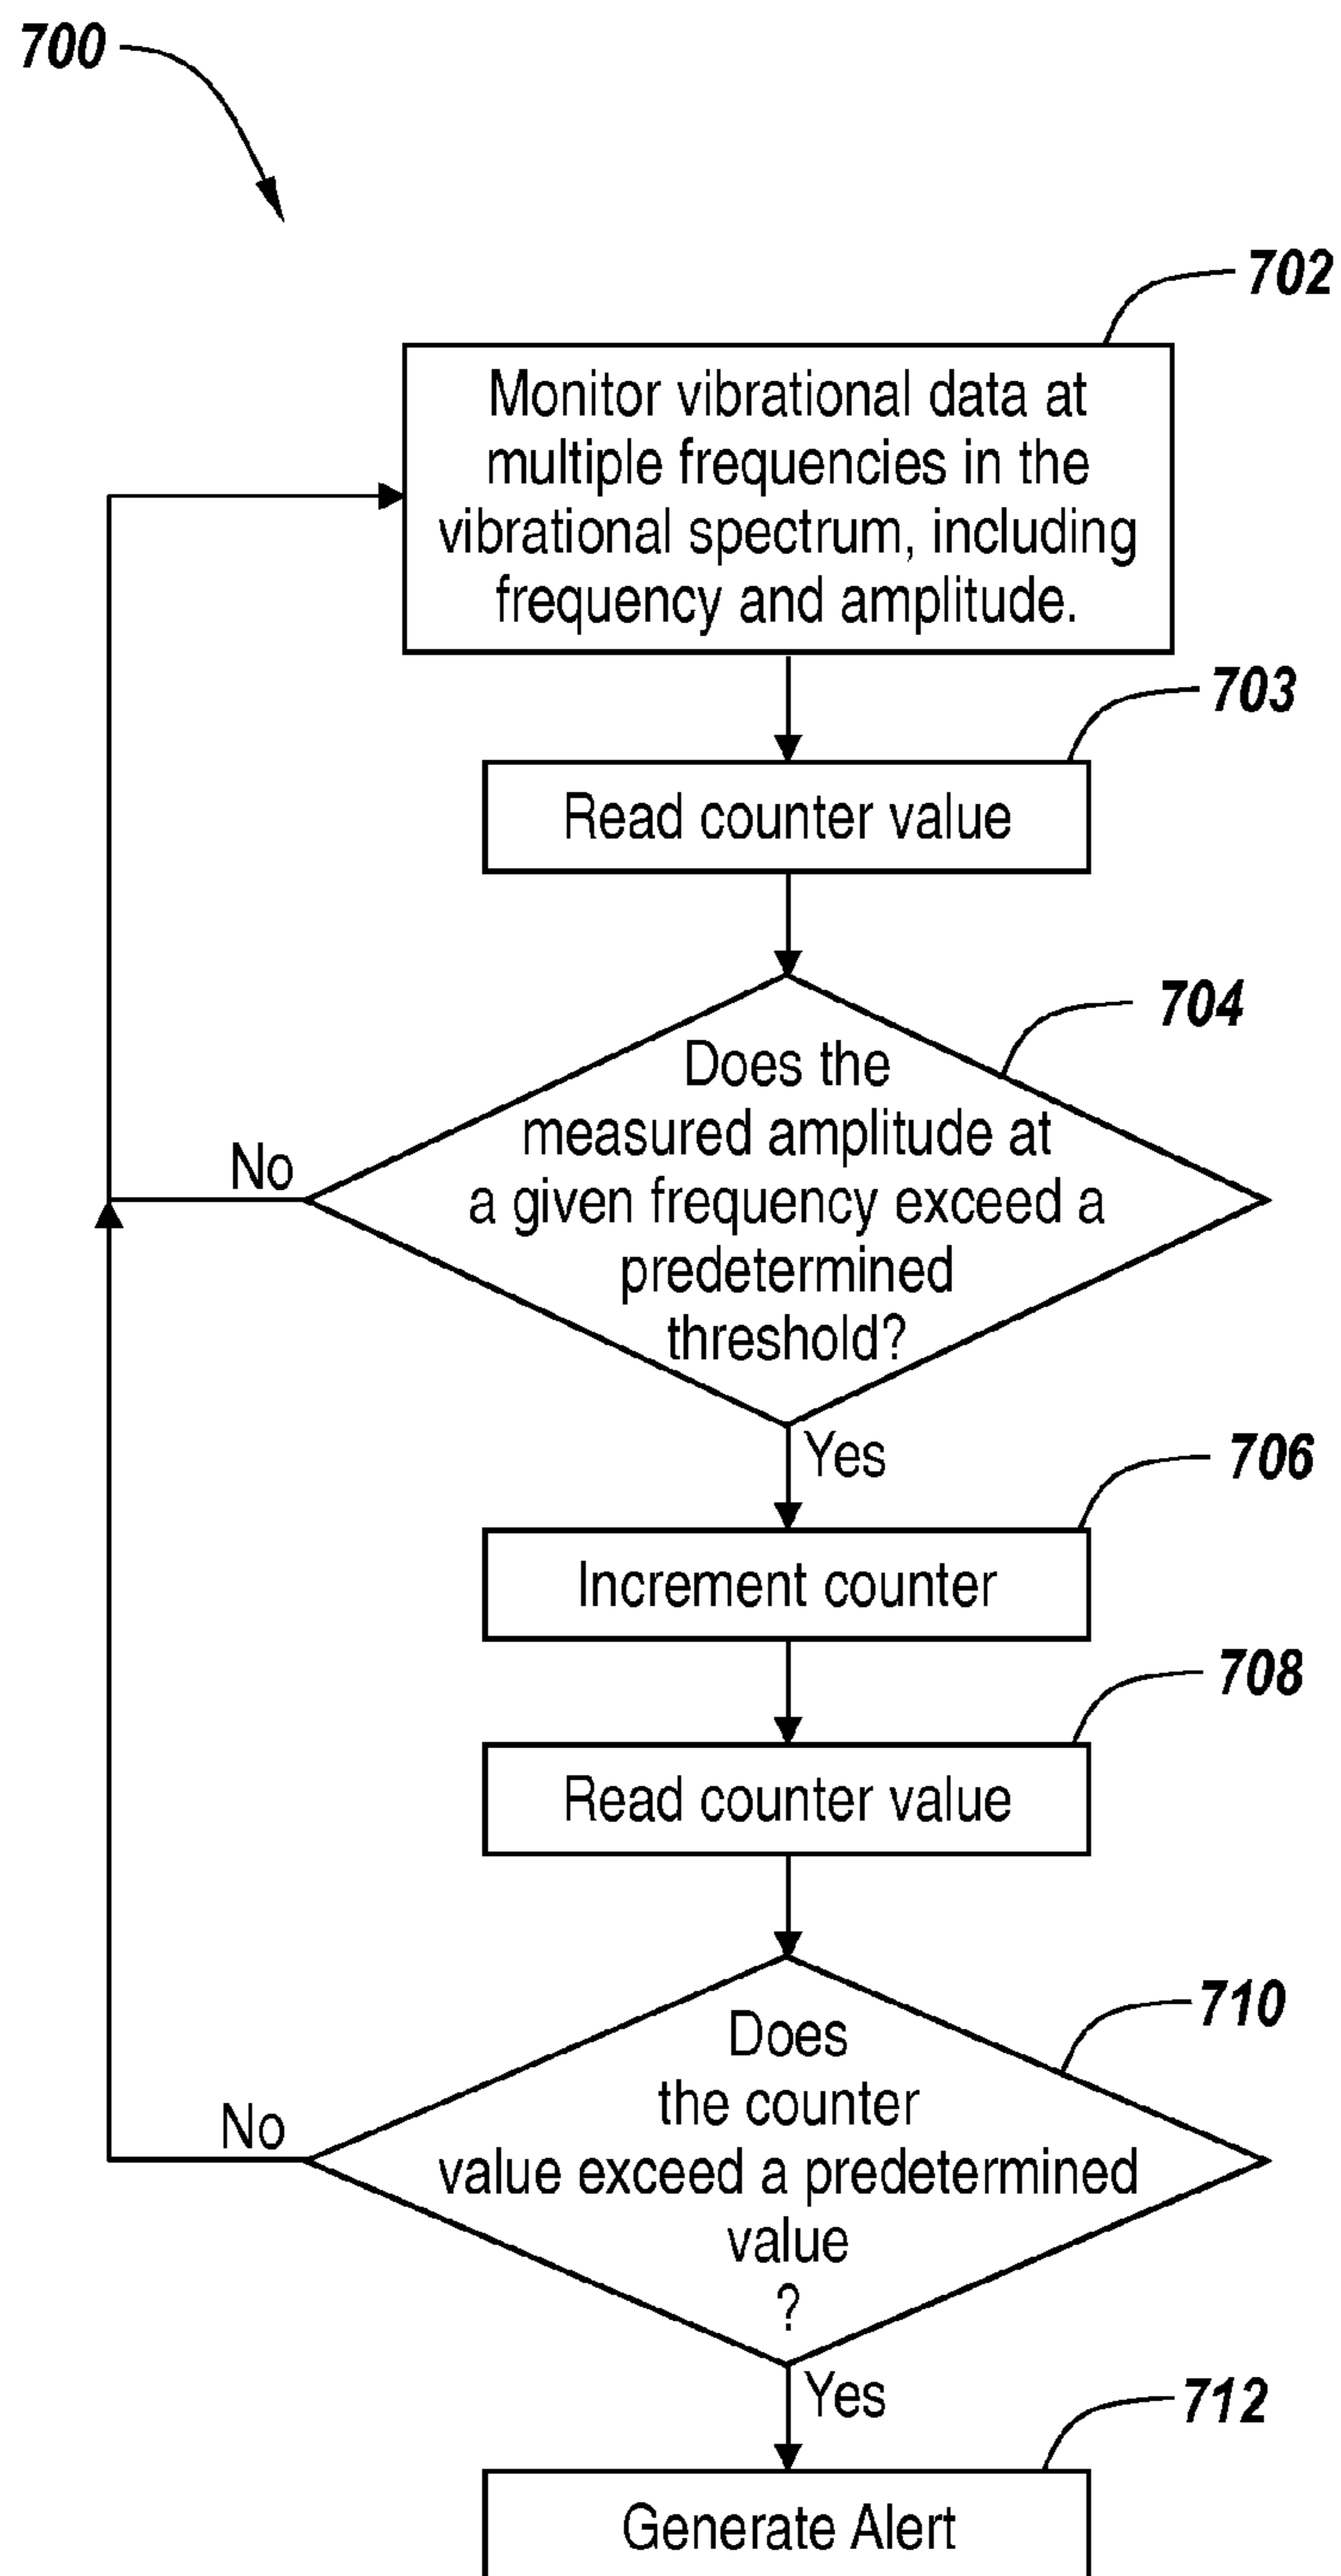 700
702
Monitor vibrational data at
multiple frequencies in the
vibrational spectrum, including
frequency and amplitude.
703
Read counter value
704
Does the
measured amplitude at
a given frequency exceed a
predetermined
threshold?
No
Yes
706
Increment counter
708
Read counter value
710
Does
the counter
value exceed a predetermined
value
?
No
Yes
712
Generate Alert